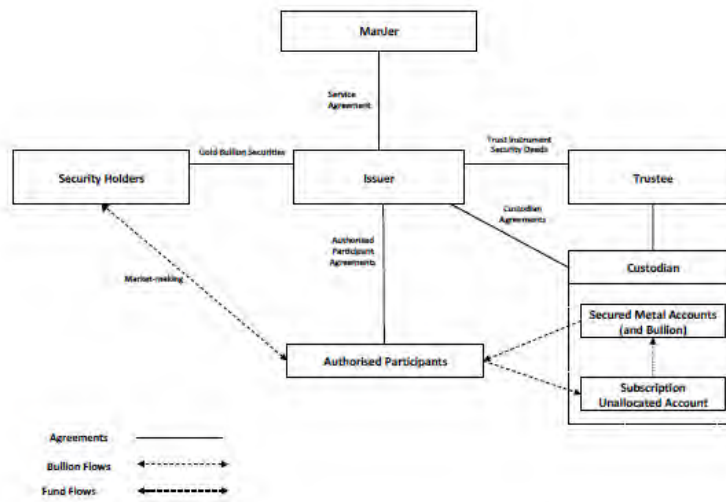 ManJer
Service
Agreement
Gold Bullion Securities
Trust Instrument
Security Deeds
Security Holders
Issuer
Trustee
Custodian
Agreements
Authorised
Participant
Agreements
Market-making
Custodian
Secured Metal Accounts
(and Bullion)
Authorised Participants
Subscription
Unallocated Account
Agreements
Bullion Flows
Fund Flows